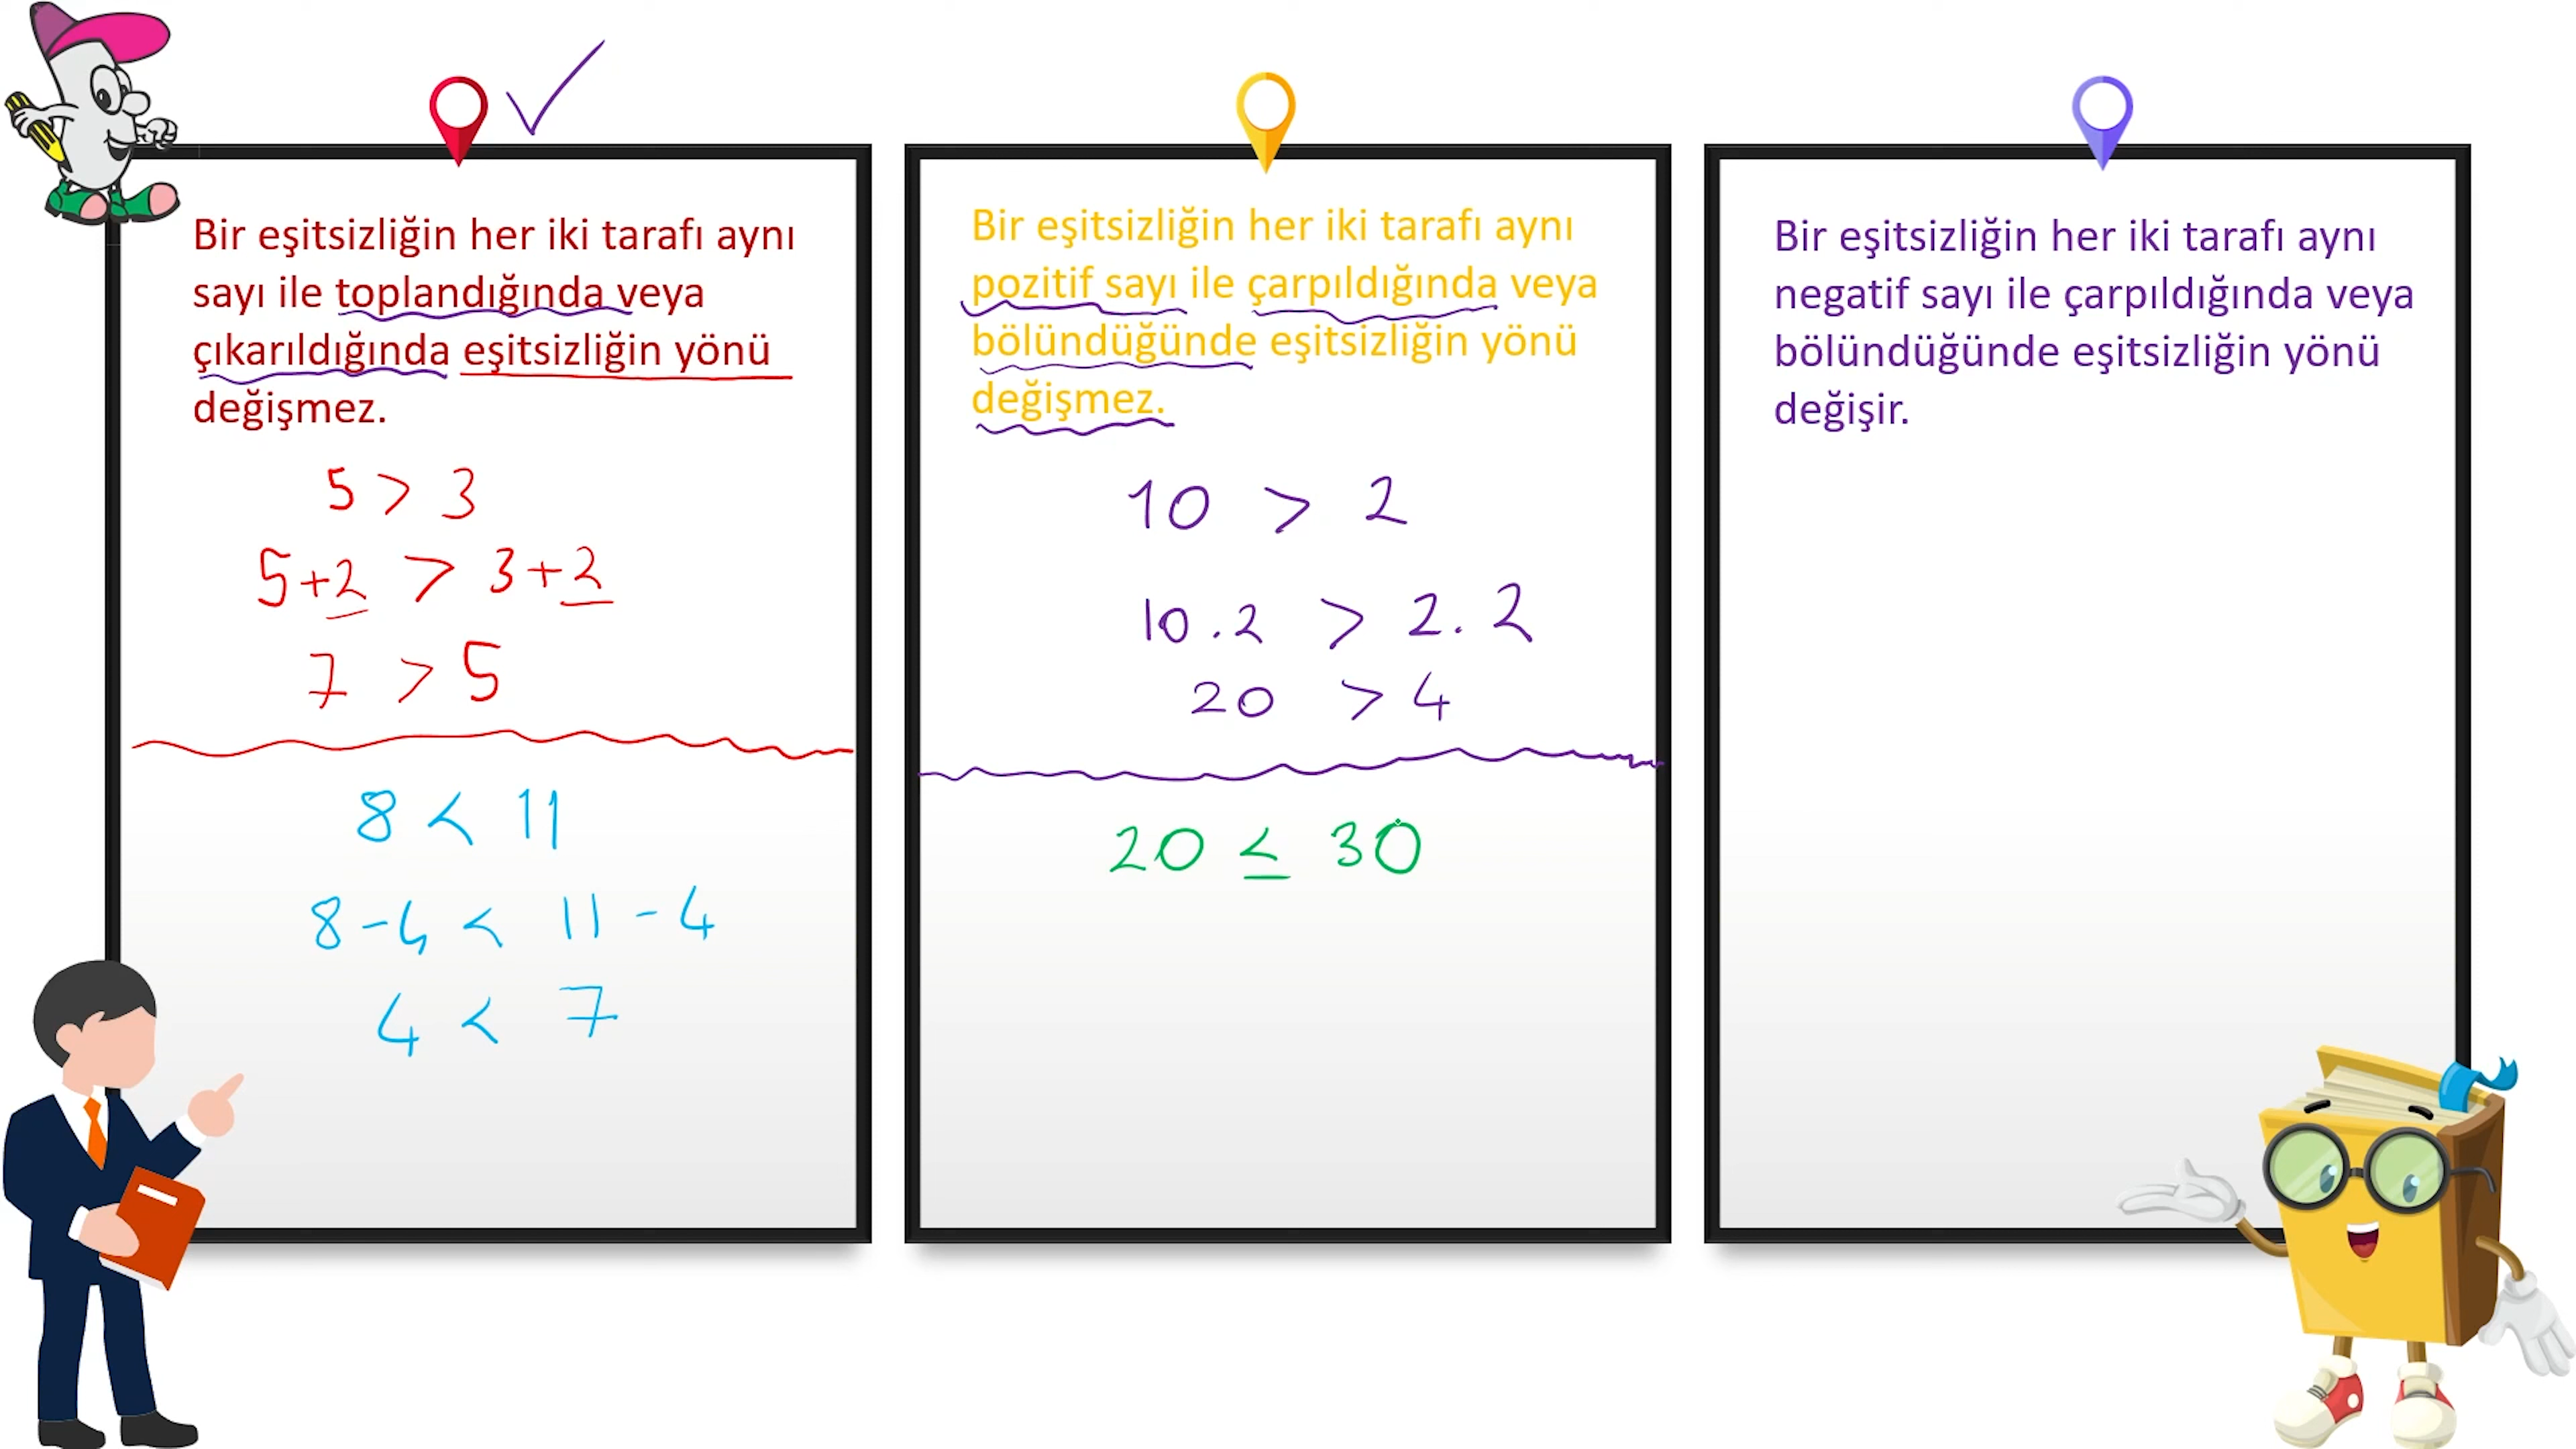 Bir eşitsizliğin her iki tarafı aynı
sayı ile toplandığında veya
çıkarıldığında eşitsizliğin yönü
değişmez.
5 > 3
5+2 > 3+2
7 > 5
8 < 11
8-4 < 11-4
4 < 7
Bir eşitsizliğin her iki tarafı aynı
pozitif sayı ile çarpıldığında veya
bölündüğünde eşitsizliğin yönü
değişmez.
10 > 2
10.2 > 2.2
20 > 4
20 ≤ 30
Bir eşitsizliğin her iki tarafı aynı
negatif sayı ile çarpıldığında veya
bölündüğünde eşitsizliğin yönü
değişir.